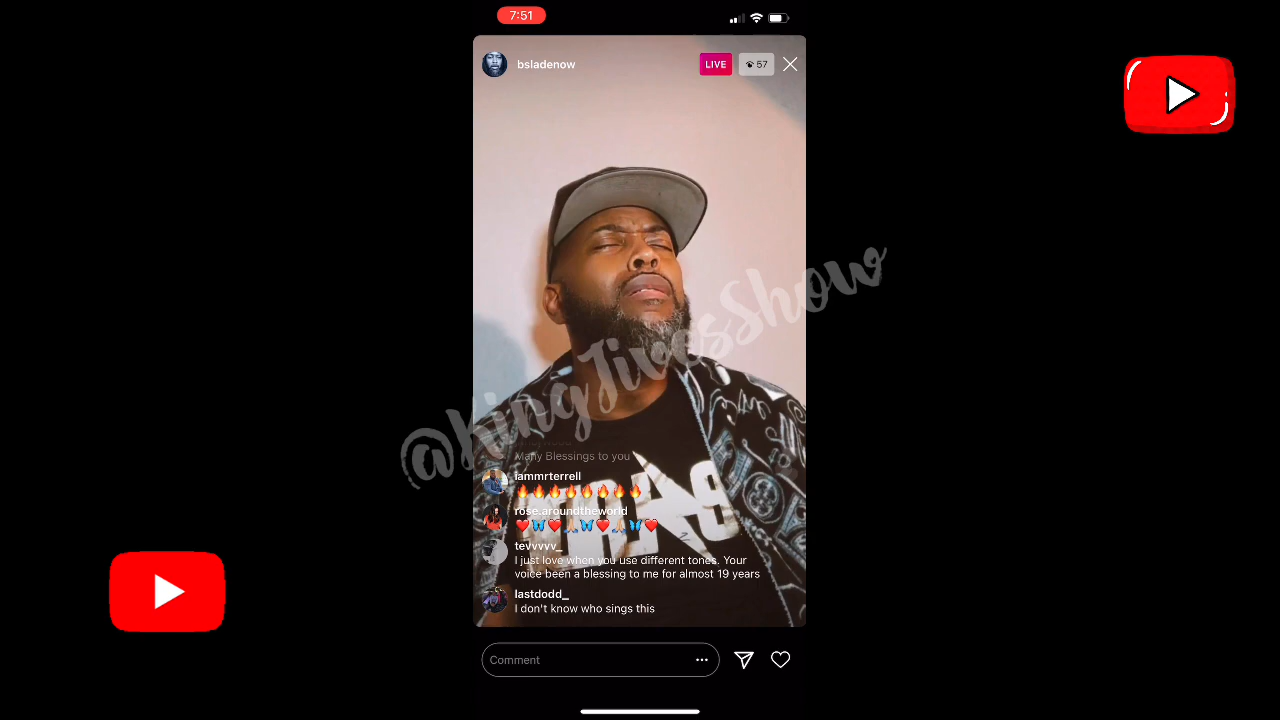 7:51
bsladenow
LIVE
57
@KingJivesShow
Many Blessings to you
iammrterrell
rose.aroundtheworld
tevvvvv_
I just love when you use different tones. Your
voice been a blessing to me for almost 19 years
lastdodd_
I don't know who sings this
Comment